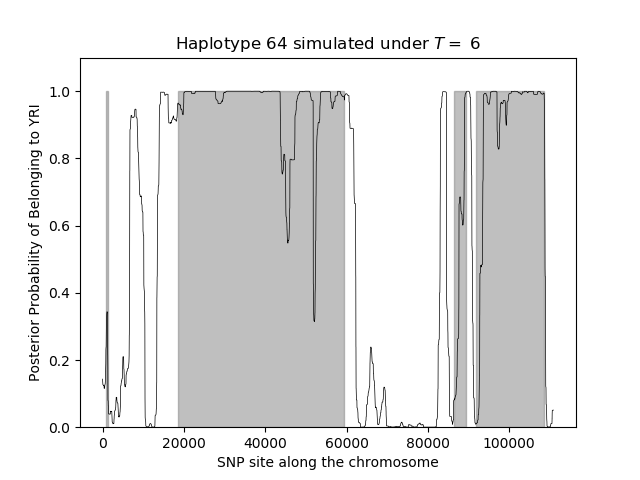 Haplotype 64 simulated under T = 6
Posterior Probability of Belonging to YRI
1.0
0.8
0.6
0.4
0.2
0.0
0 20000 40000 60000 80000 100000
SNP site along the chromosome